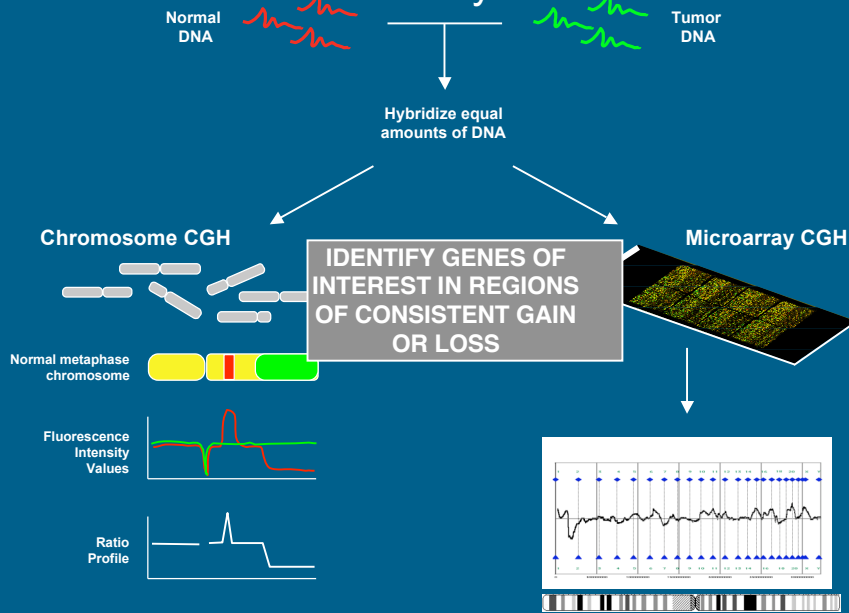 Normal
DNA
Tumor
DNA
Hybridize equal
amounts of DNA
Chromosome CGH
Microarray CGH
IDENTIFY GENES OF
INTEREST IN REGIONS
OF CONSISTENT GAIN
OR LOSS
Normal metaphase
chromosome
Fluorescence
Intensity
Values
Ratio
Profile